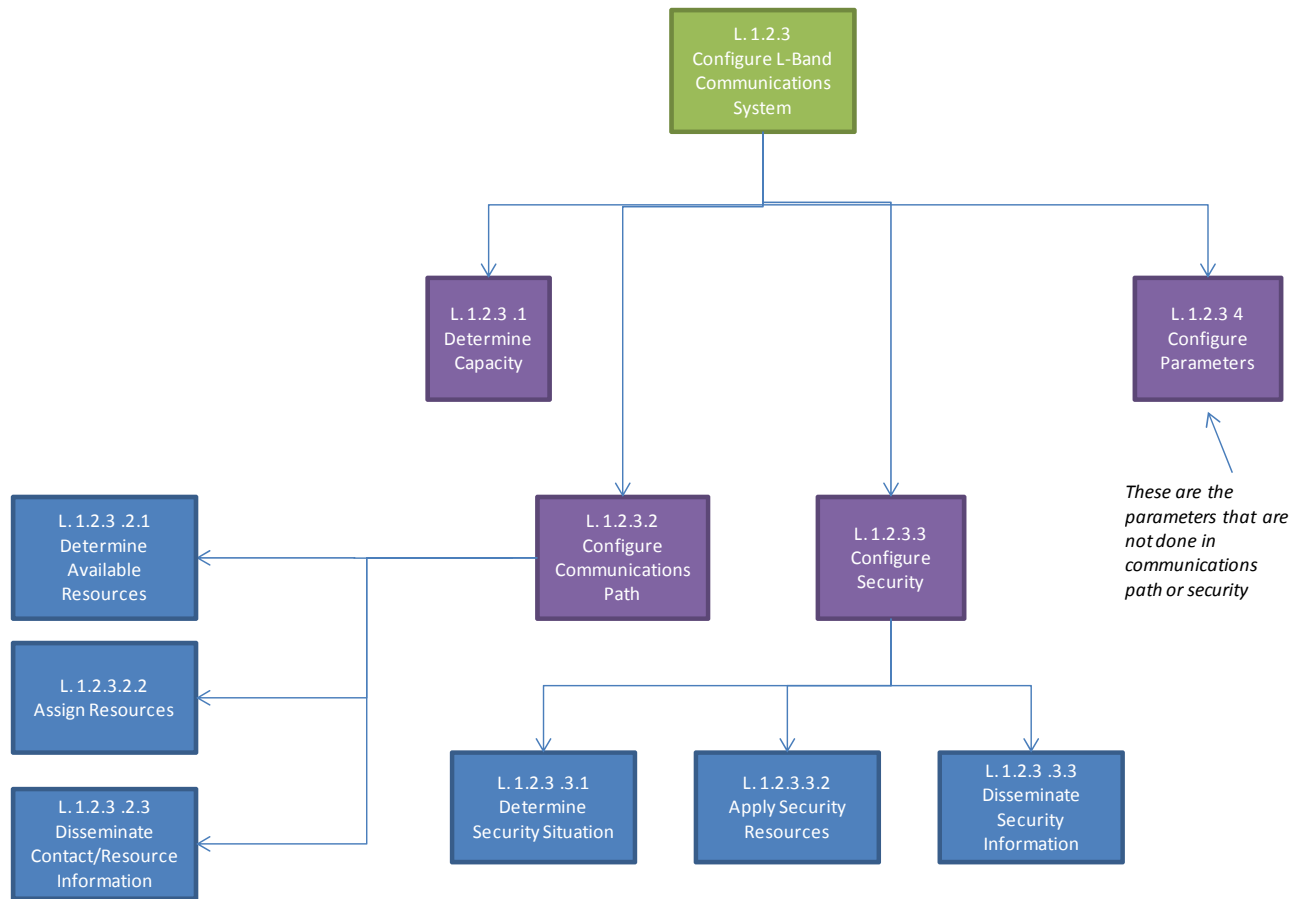 L. 1.2.3
Configure L-Band
Communications
System
L. 1.2.3 .1
Determine
Capacity
L. 1.2.3 4
Configure
Parameters
These are the
parameters that are
not done in
communications
path or security
L. 1.2.3 .2.1
Determine
Available
Resources
L. 1.2.3.2
Configure
Communications
Path
L. 1.2.3.3
Configure
Security
L. 1.2.3.2.2
Assign Resources
L. 1.2.3 .2.3
Disseminate
Contact/Resource
Information
L. 1.2.3 .3.1
Determine
Security Situation
L. 1.2.3.3.2
Apply Security
Resources
L. 1.2.3 .3.3
Disseminate
Security
Information